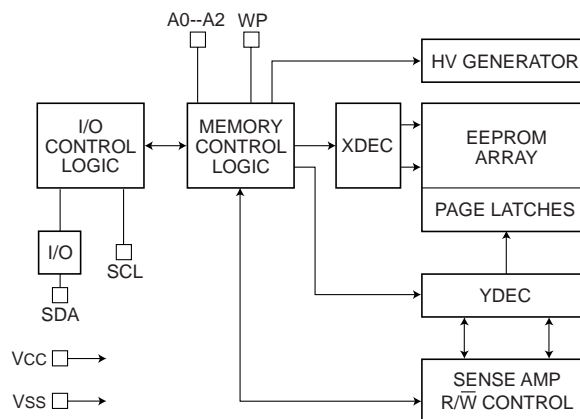 A0--A2 WP
HV GENERATOR
I/O
CONTROL
LOGIC
MEMORY
CONTROL
LOGIC
XDEC
EEPROM
ARRAY
PAGE LATCHES
I/O
SCL
SDA
YDEC
VCC
VSS
SENSE AMP
R/W̅ CONTROL